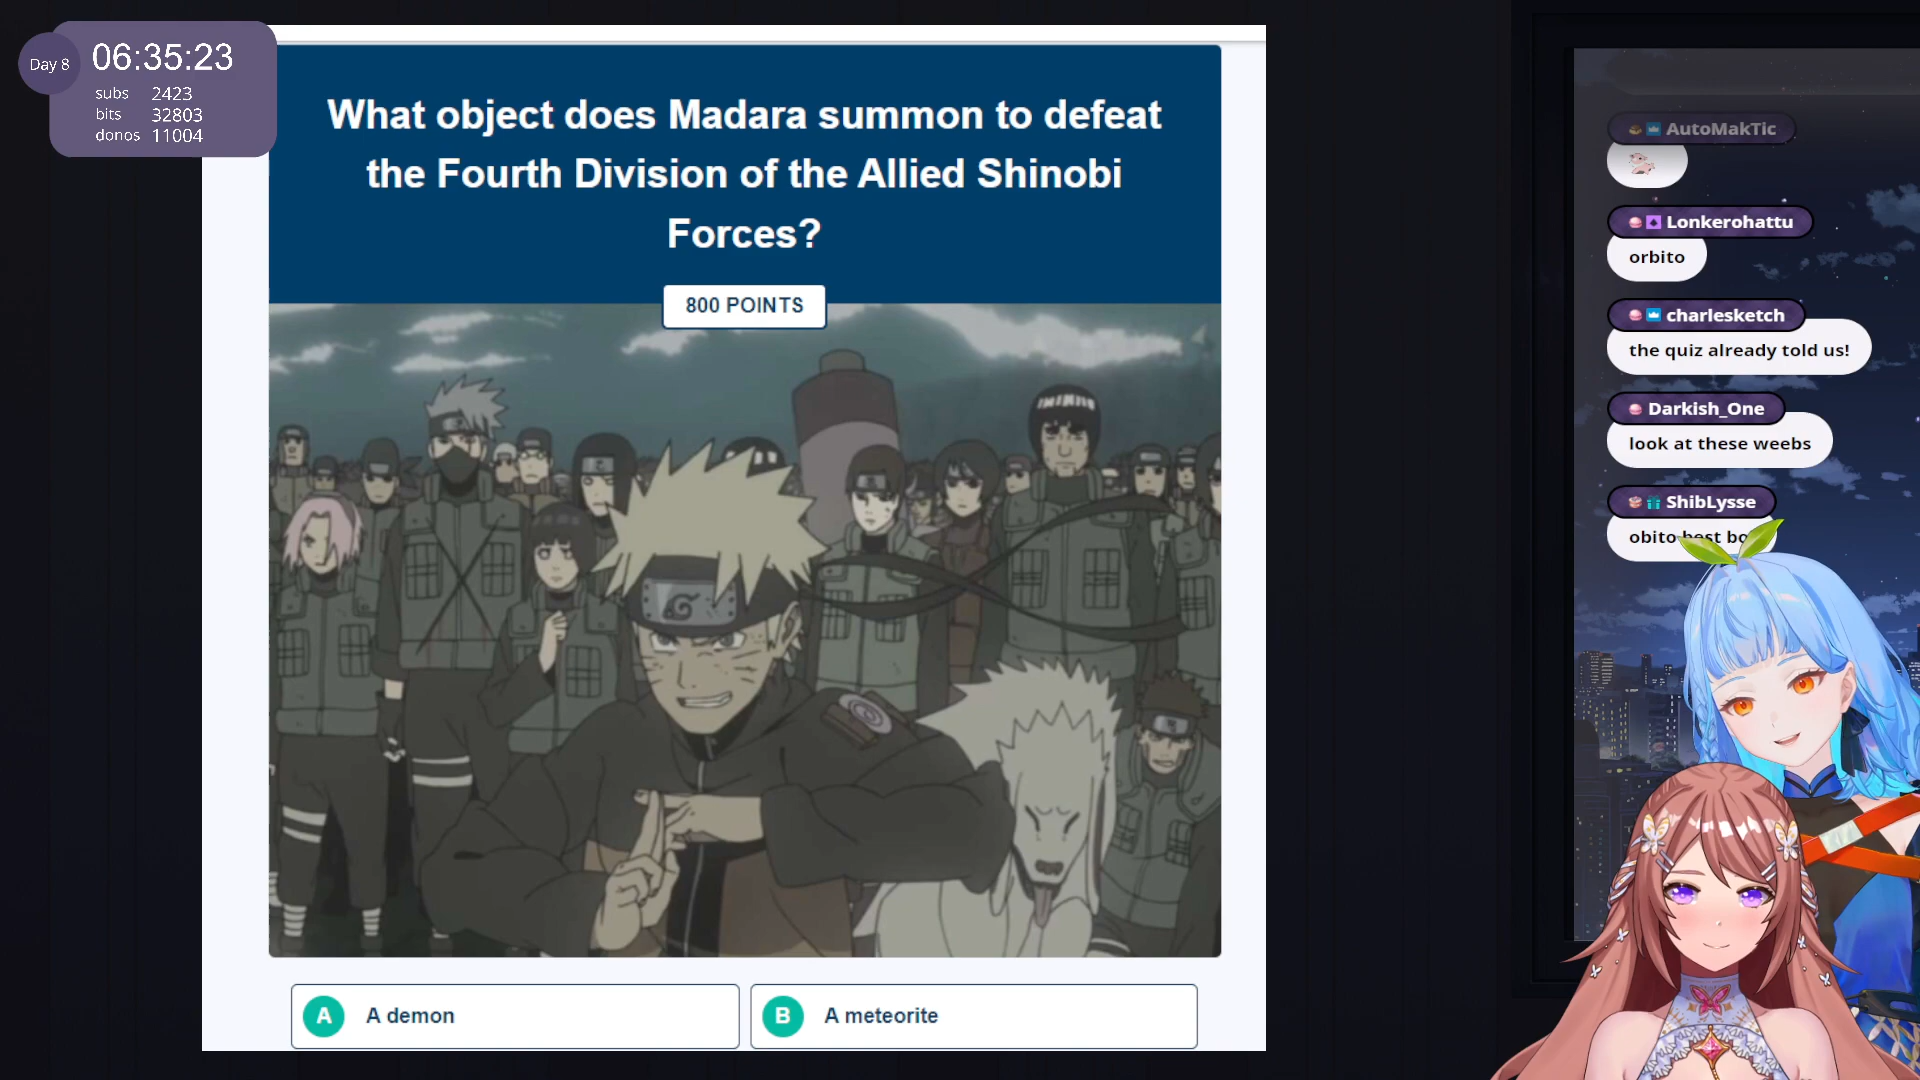 Day 8
06:35:23
subs 2423
bits 32803
donos 11004
What object does Madara summon to defeat
the Fourth Division of the Allied Shinobi
Forces?
800 POINTS
A A demon
B A meteorite
AutoMakTic
Lonkerohattu
orbito
charlesketch
the quiz already told us!
Darkish_One
look at these weebs
ShibLysse
obito best